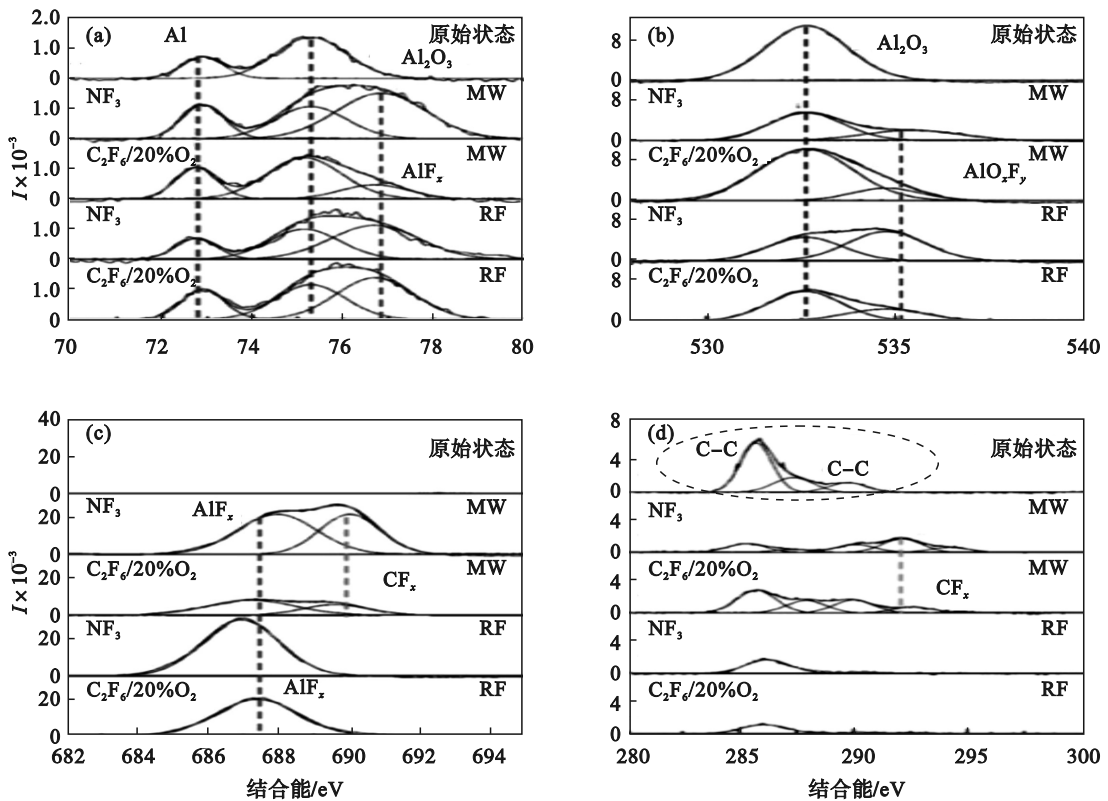 2.0
(a)
Al
原始状态
1.0
Al₂O₃
0
NF₃
MW
1.0
0
C₂F₆/20%O₂
MW
1.0
AlFₓ
0
NF₃
RF
1.0
0
C₂F₆/20%O₂
RF
1.0
0
70 72 74 76 78 80
I×10⁻³
(b)
原始状态
8
Al₂O₃
0
NF₃
MW
8
0
C₂F₆/20%O₂
MW
8
AlOₓFᵧ
0
NF₃
RF
8
0
C₂F₆/20%O₂
RF
8
0
530 535 540
40
(c)
原始状态
20
0
NF₃
AlFₓ
MW
20
0
C₂F₆/20%O₂
MW
20
CFₓ
0
NF₃
RF
20
0
C₂F₆/20%O₂
AlFₓ
RF
20
0
682 684 686 688 690 692 694
结合能/eV
I×10⁻³
8
(d)
原始状态
C–C
4
C–C
0
NF₃
MW
4
0
C₂F₆/20%O₂
MW
4
CFₓ
0
NF₃
RF
4
0
C₂F₆/20%O₂
RF
4
0
280 285 290 295 300
结合能/eV